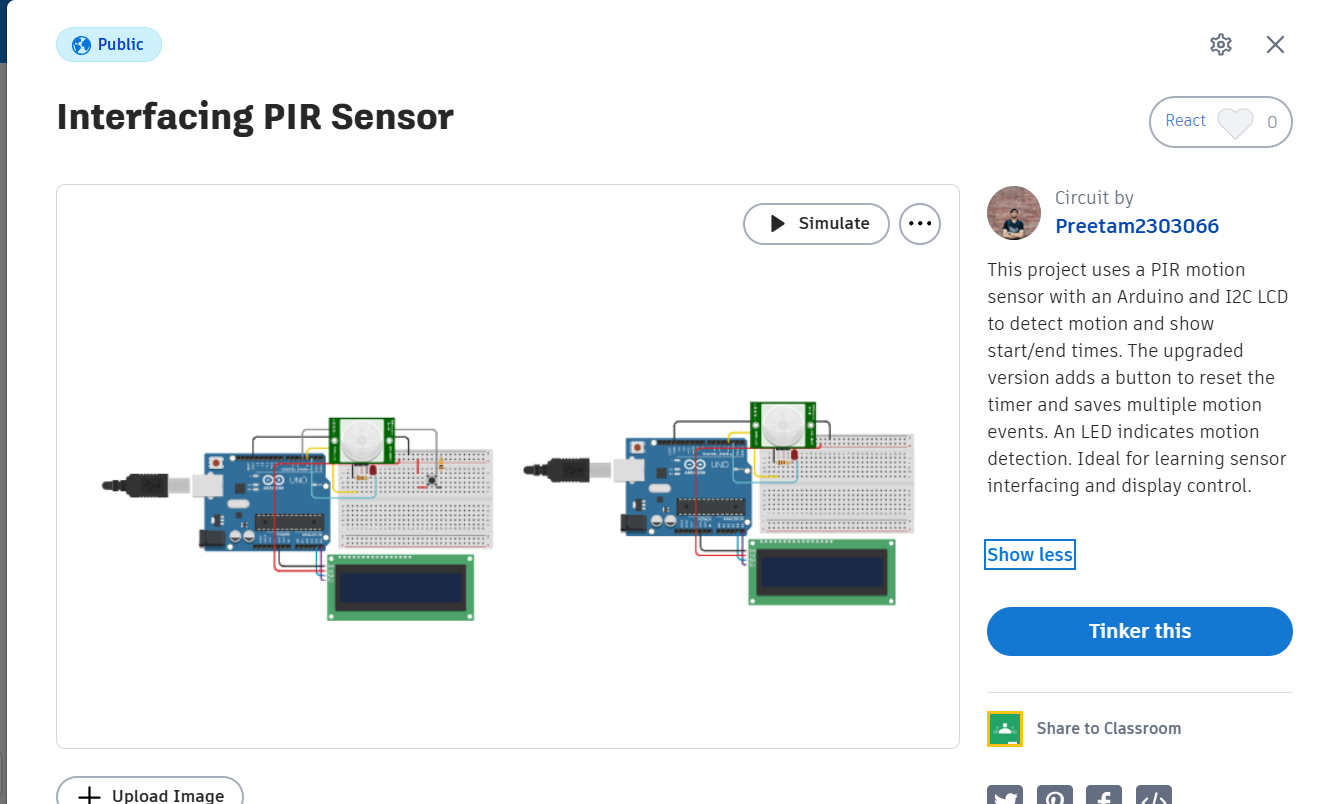 Public
Interfacing PIR Sensor
React 0
Simulate
Circuit by
Preetam2303066
This project uses a PIR motion
sensor with an Arduino and I2C LCD
to detect motion and show
start/end times. The upgraded
version adds a button to reset the
timer and saves multiple motion
events. An LED indicates motion
detection. Ideal for learning sensor
interfacing and display control.
Show less
Tinker this
Share to Classroom
Upload Image
UNO
UNO